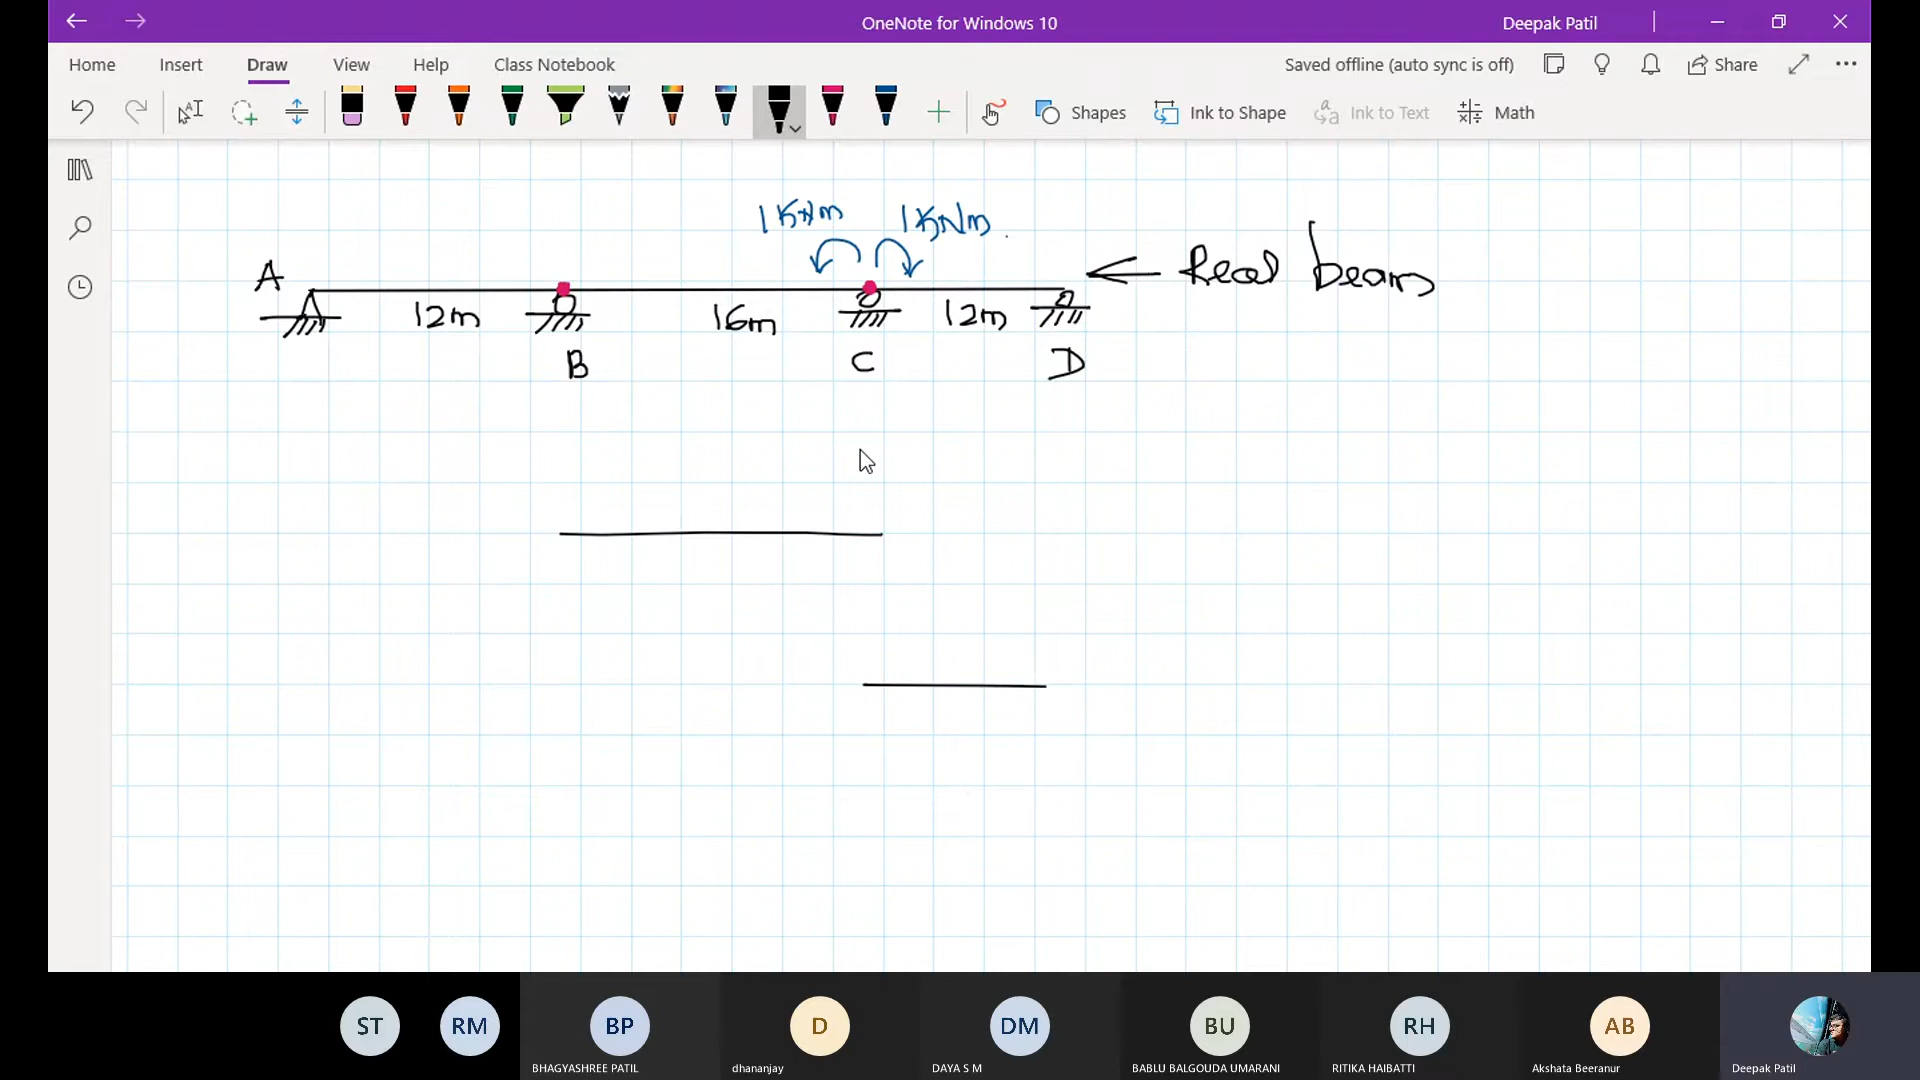 OneNote for Windows 10
Deepak Patil
Home Insert Draw View Help Class Notebook
Saved offline (auto sync is off)
Share
Shapes
Ink to Shape
Ink to Text
Math
1KNm 1KNm
A
Real beam
12m 16m 12m
B C D
ST RM BP D DM BU RH AB
BHAGYASHREE PATIL dhananjay DAYA S M BABLU BALGOUDA UMARANI RITIKA HAIBATTI Akshata Beeranur Deepak Patil